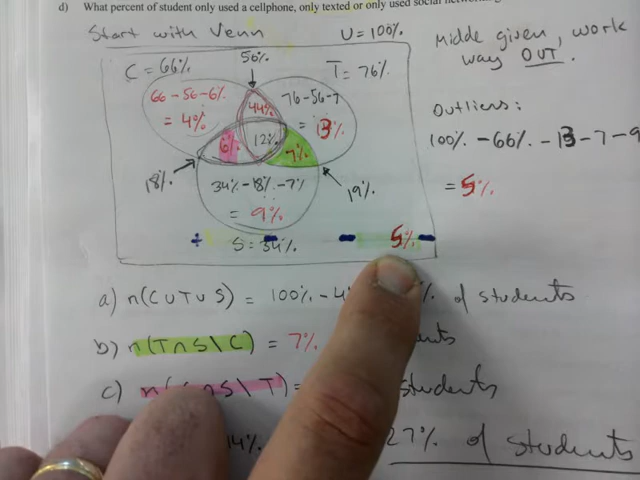 d) What percent of student only used a cellphone, only texted or only used social
Start with Venn
U = 100%
Midde given, work
way OUT.
56%
C = 66%
T = 76%
66 - 56 - 6%
= 4%
44%
76 - 56 - 7
= 13%
6%
12%
7%
18%
19%
34% - 18% - 7%
= 9%
S = 34%
5%
Outliers:
100% - 66% - 13 - 7 - 9
= 5%
a) n(C∪T∪S) = 100% - 4 % of students
b) n(T∩S\C) = 7%
c) n( ∩S\T) = students
14%
27% of students